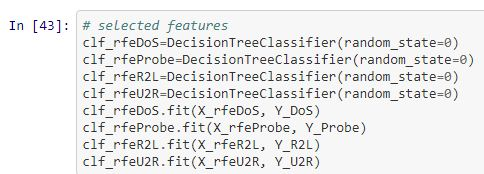 In [43]: # selected features
clf_rfeDoS=DecisionTreeClassifier(random_state=0)
clf_rfeProbe=DecisionTreeClassifier(random_state=0)
clf_rfeR2L=DecisionTreeClassifier(random_state=0)
clf_rfeU2R=DecisionTreeClassifier(random_state=0)
clf_rfeDoS.fit(X_rfeDoS, Y_DoS)
clf_rfeProbe.fit(X_rfeProbe, Y_Probe)
clf_rfeR2L.fit(X_rfeR2L, Y_R2L)
clf_rfeU2R.fit(X_rfeU2R, Y_U2R)